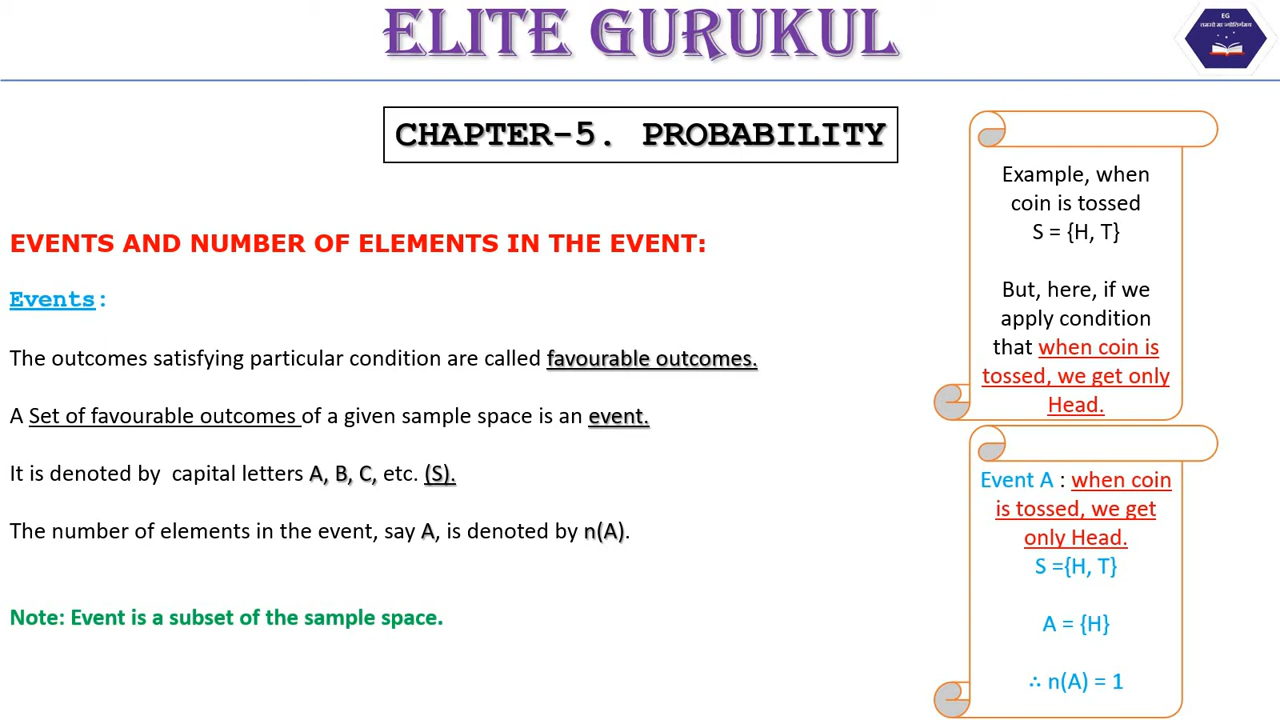 ELITE GURUKUL
EG
तमसो मा ज्योतिर्गमय
CHAPTER-5. PROBABILITY
EVENTS AND NUMBER OF ELEMENTS IN THE EVENT:
Events:
The outcomes satisfying particular condition are called favourable outcomes.
A Set of favourable outcomes of a given sample space is an event.
It is denoted by capital letters A, B, C, etc. (S).
The number of elements in the event, say A, is denoted by n(A).
Note: Event is a subset of the sample space.
Example, when
coin is tossed
S = {H, T}
But, here, if we
apply condition
that when coin is
tossed, we get only
Head.
Event A : when coin
is tossed, we get
only Head.
S ={H, T}
A = {H}
∴ n(A) = 1